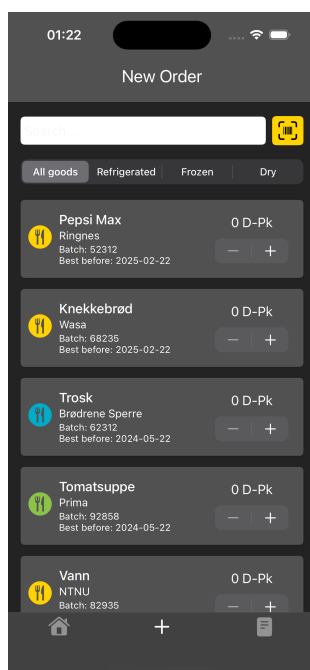 01:22
New Order
Search...
All goods Refrigerated Frozen Dry
Pepsi Max
0 D-Pk
Ringnes
Batch: 52312
Best before: 2025-02-22
Knekkebrød
0 D-Pk
Wasa
Batch: 68235
Best before: 2025-02-22
Trosk
0 D-Pk
Brødrene Sperre
Batch: 62312
Best before: 2024-05-22
Tomatsuppe
0 D-Pk
Prima
Batch: 92858
Best before: 2024-05-22
Vann
0 D-Pk
NTNU
Batch: 82935